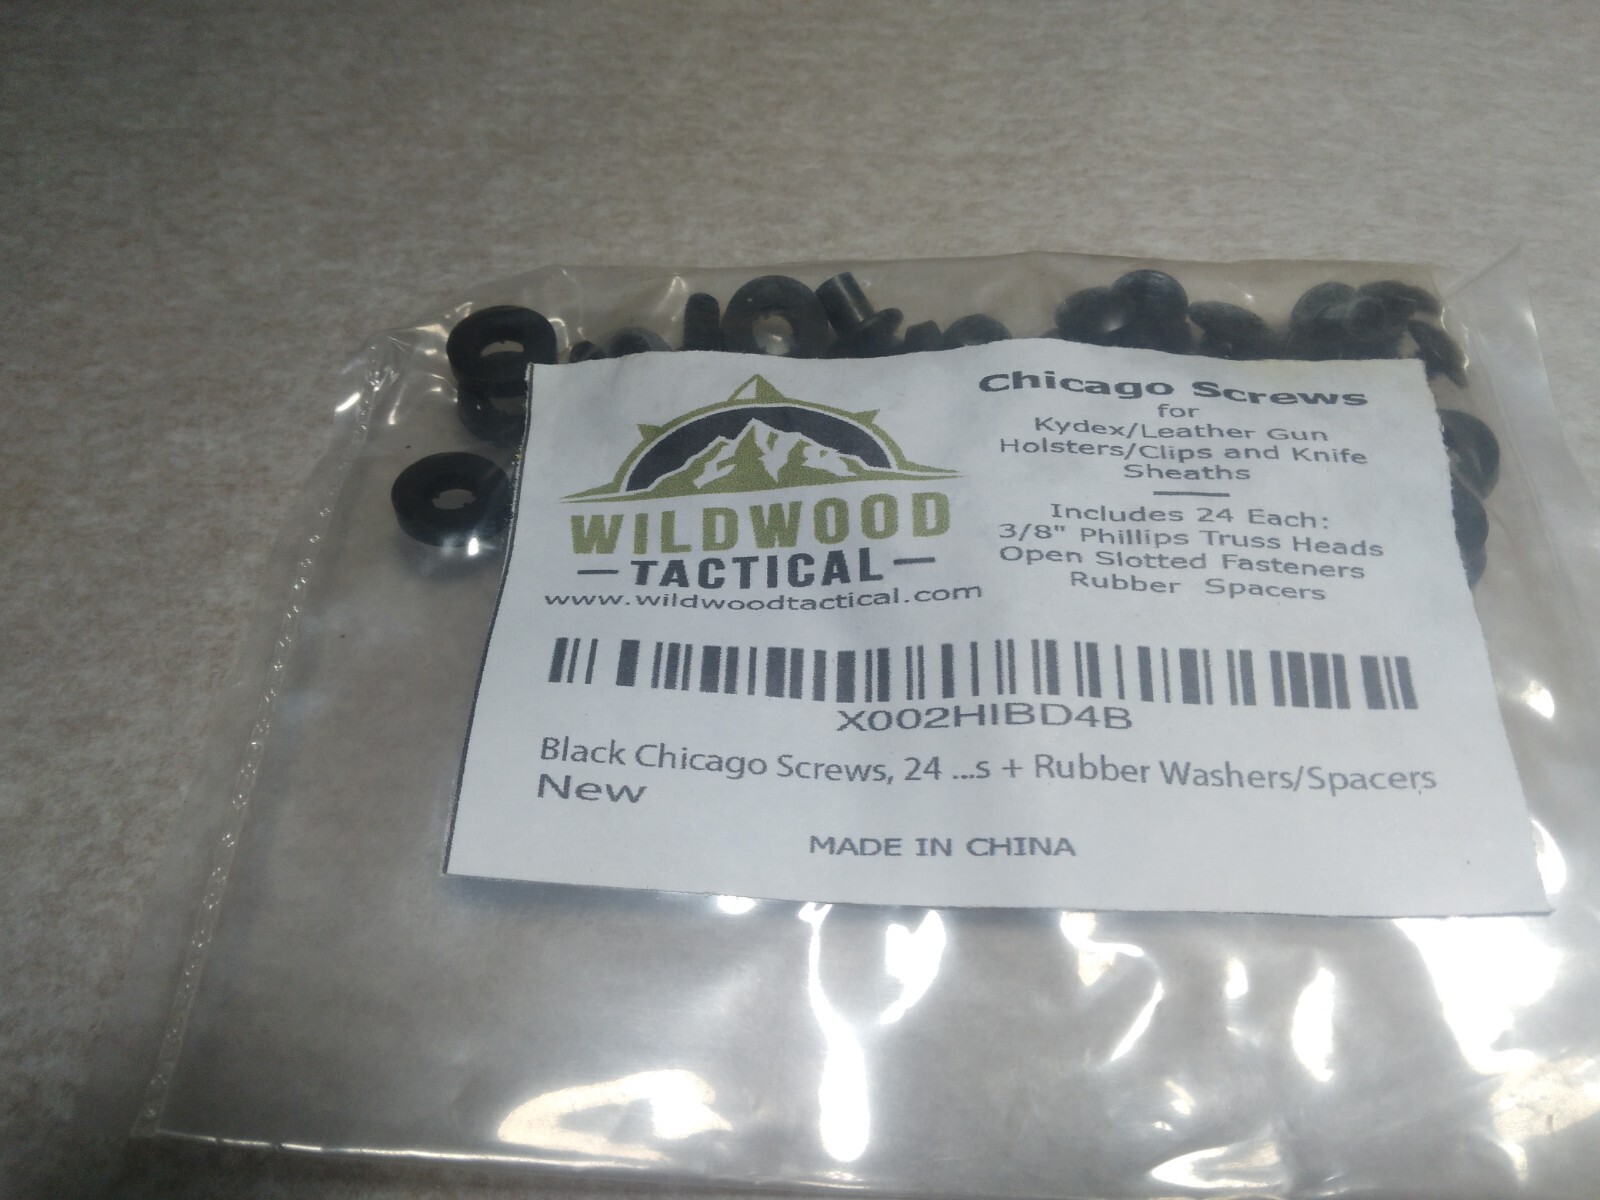 WILDWOOD
TACTICAL
www.wildwoodtactical.com
Chicago Screws
for
Kydex/Leather Gun
Holsters/Clips and Knife
Sheaths
Includes 24 Each:
3/8" Phillips Truss Heads
Open Slotted Fasteners
Rubber Spacers
X002HIBD4B
Black Chicago Screws, 24 ...s + Rubber Washers/Spacers
New
MADE IN CHINA